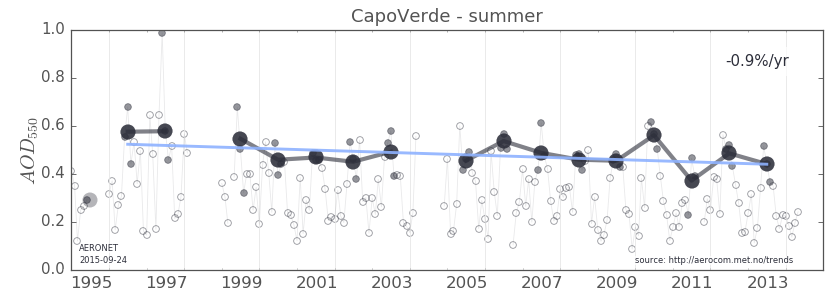 CapoVerde - summer
1.0
-0.9%/yr
0.8
0.6
AOD550
0.4
0.2
AERONET
2015-09-24
source: http://aerocom.met.no/trends
0.0
1995 1997 1999 2001 2003 2005 2007 2009 2011 2013